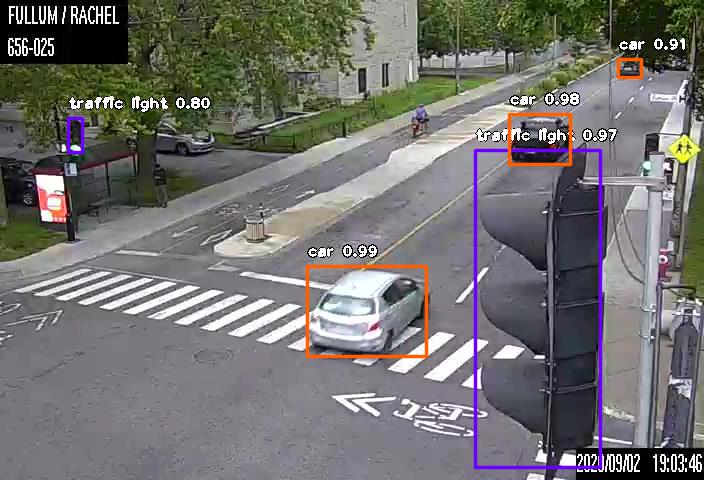 FULLUM / RACHEL
656-025
car 0.91
traffic light 0.80
car 0.98
traffic light 0.97
car 0.99
2020/09/02 19:03:46